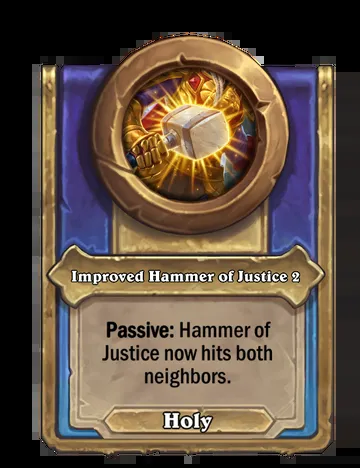 Improved Hammer of Justice 2
Passive: Hammer of
Justice now hits both
neighbors.
Holy